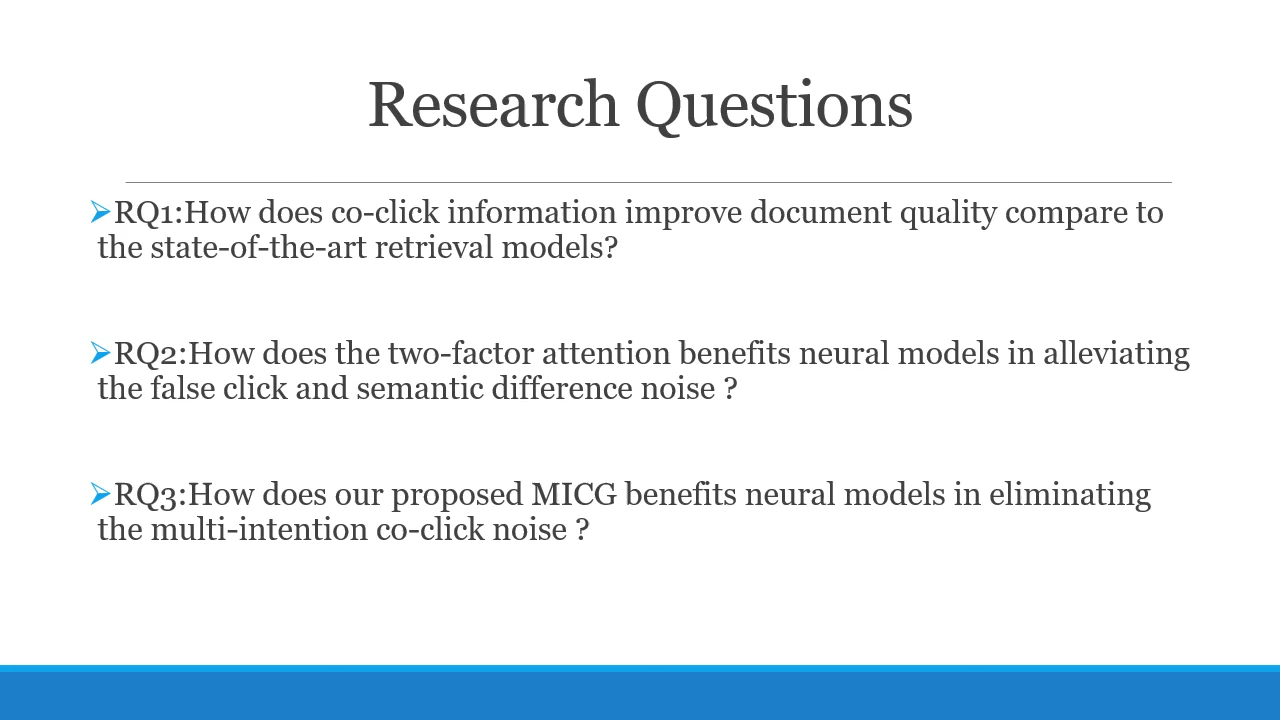 Research Questions
RQ1:How does co-click information improve document quality compare to
the state-of-the-art retrieval models?
RQ2:How does the two-factor attention benefits neural models in alleviating
the false click and semantic difference noise ?
RQ3:How does our proposed MICG benefits neural models in eliminating
the multi-intention co-click noise ?